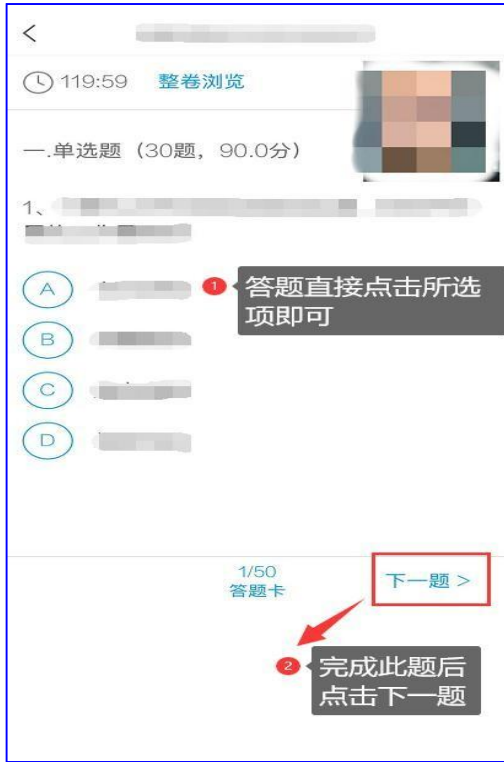 <
119:59 整卷浏览
一.单选题（30题，90.0分）
1、
A
1 答题直接点击所选
项即可
B
C
D
1/50
答题卡
下一题 >
2 完成此题后
点击下一题